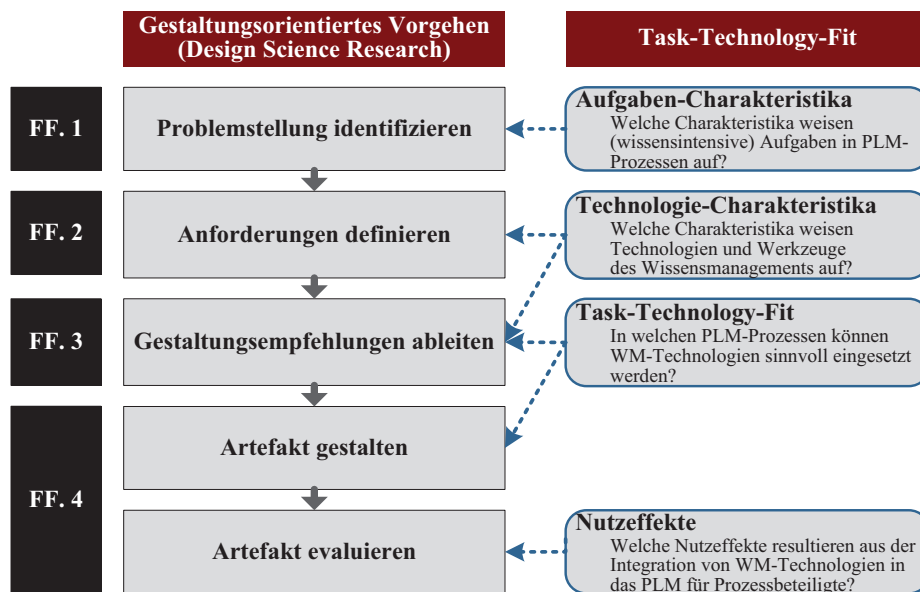 Gestaltungsorientiertes Vorgehen
(Design Science Research)
Task-Technology-Fit
FF. 1
Problemstellung identifizieren
Aufgaben-Charakteristika
Welche Charakteristika weisen
(wissensintensive) Aufgaben in PLM-
Prozessen auf?
FF. 2
Anforderungen definieren
Technologie-Charakteristika
Welche Charakteristika weisen
Technologien und Werkzeuge
des Wissensmanagements auf?
FF. 3
Gestaltungsempfehlungen ableiten
Task-Technology-Fit
In welchen PLM-Prozessen können
WM-Technologien sinnvoll eingesetzt
werden?
FF. 4
Artefakt gestalten
Artefakt evaluieren
Nutzeffekte
Welche Nutzeffekte resultieren aus der
Integration von WM-Technologien in
das PLM für Prozessbeteiligte?